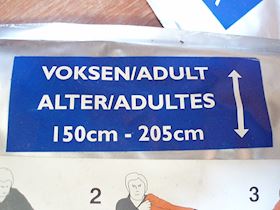 VOKSEN/ADULT
ALTER/ADULTES
150cm - 205cm
2
3